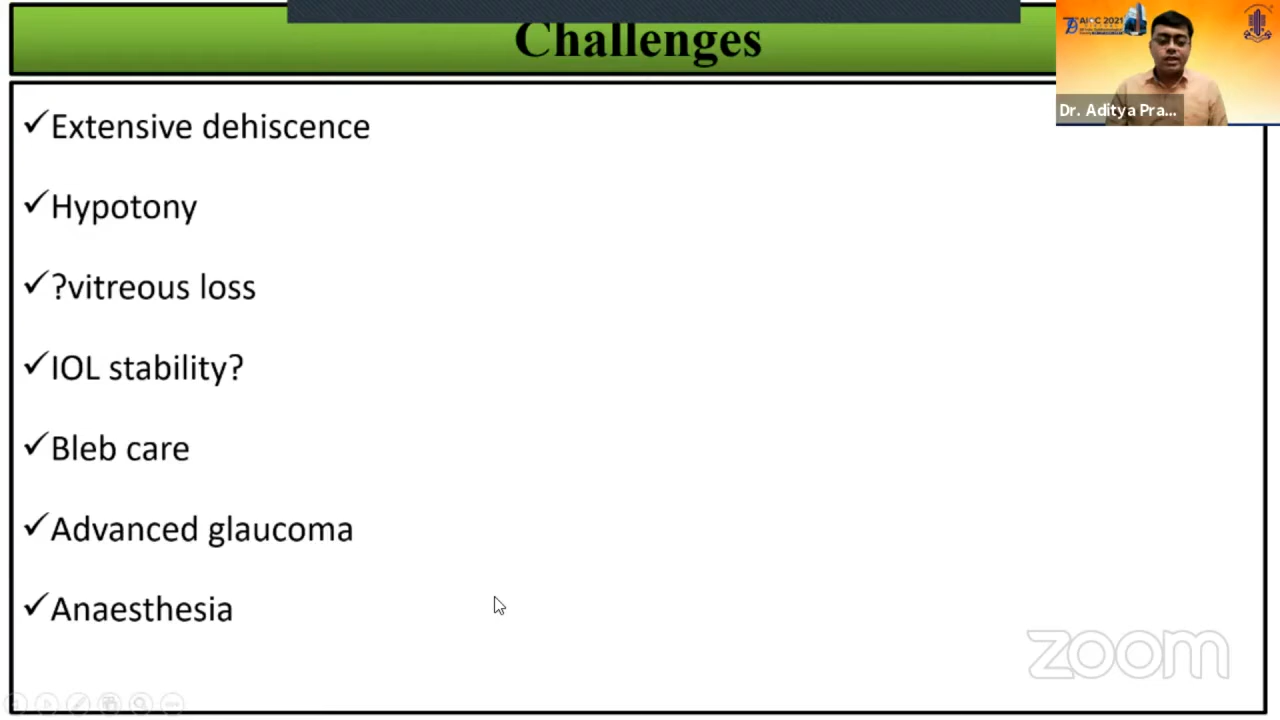 Challenges
✓Extensive dehiscence
✓Hypotony
✓?vitreous loss
✓IOL stability?
✓Bleb care
✓Advanced glaucoma
✓Anaesthesia
AIOC 2021
Dr. Aditya Pra...
zoom